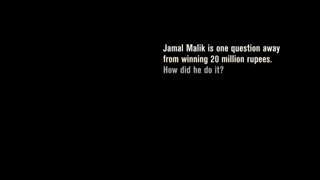 Jamal Malik is one question away
from winning 20 million rupees.
How did he do it?